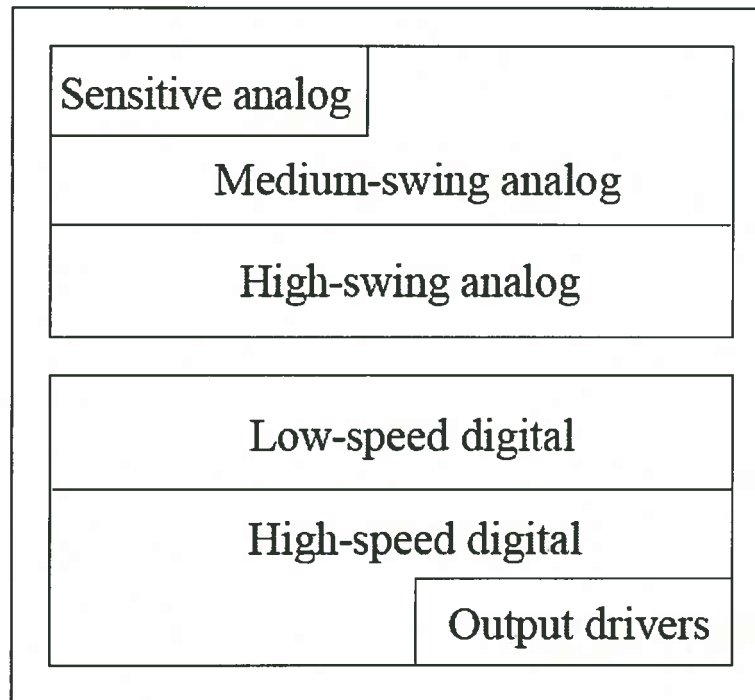 Sensitive analog
Medium-swing analog
High-swing analog
Low-speed digital
High-speed digital
Output drivers